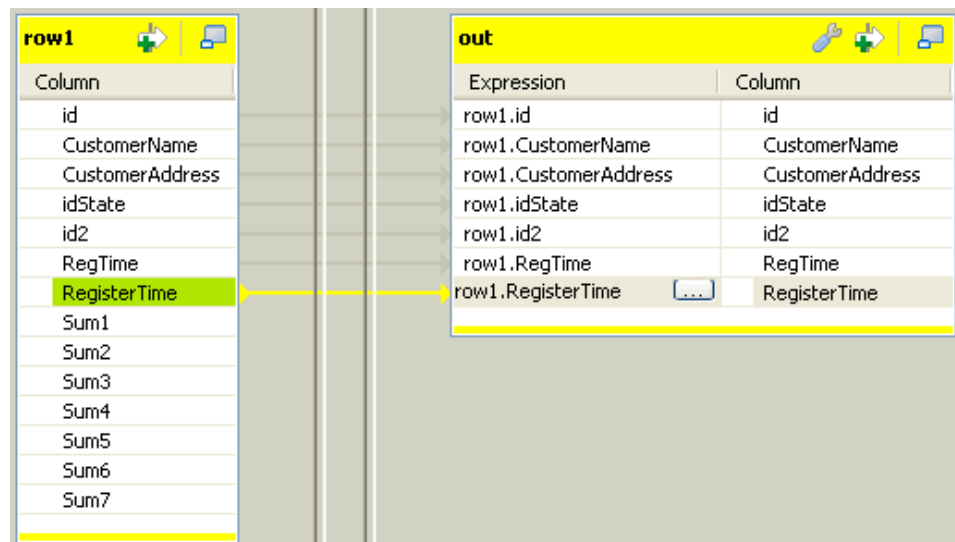 row1
Column
id
CustomerName
CustomerAddress
idState
id2
RegTime
RegisterTime
Sum1
Sum2
Sum3
Sum4
Sum5
Sum6
Sum7
out
Expression Column
row1.id id
row1.CustomerName CustomerName
row1.CustomerAddress CustomerAddress
row1.idState idState
row1.id2 id2
row1.RegTime RegTime
row1.RegisterTime ... RegisterTime